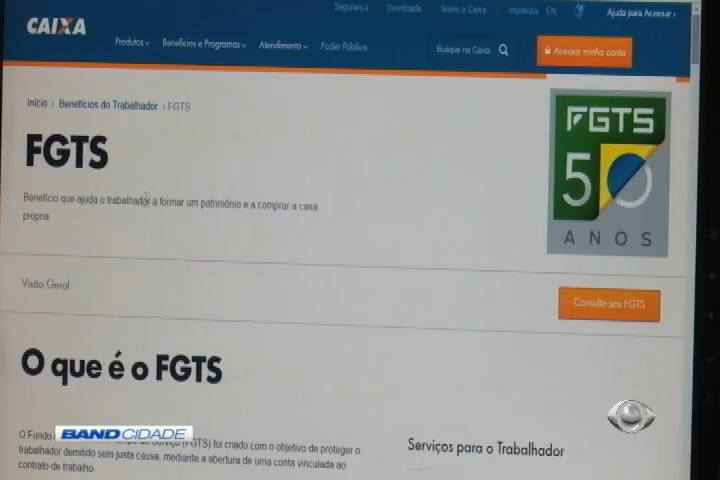 Segurança Downloads Sobre a Caixa Imprensa EN Ajuda para Acessar
CAIXA
Produtos Benefícios e Programas Atendimento Poder Público
Busque na Caixa
Acessar minha conta
Início › Benefícios do Trabalhador › FGTS
FGTS
Benefício que ajuda o trabalhador a formar um patrimônio e a comprar a casa
própria
FGTS
50
ANOS
Visão Geral
Consulte seu FGTS
O que é o FGTS
O Fundo Serviço (FGTS) foi criado com o objetivo de proteger o
trabalhador demitido sem justa causa, mediante a abertura de uma conta vinculada ao
contrato de trabalho.
Serviços para o Trabalhador
BAND CIDADE